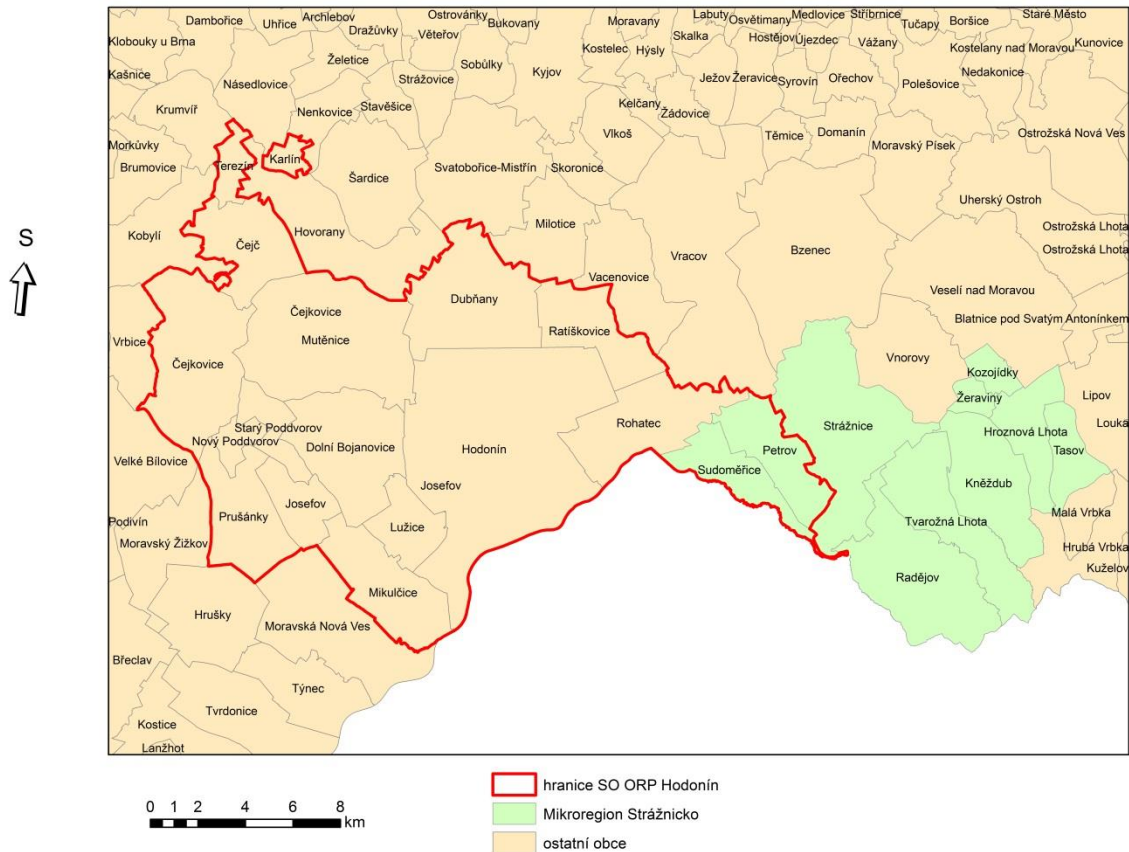 Dambořice
Uhřice
Archlebov
Ostrovánky
Bukovany
Moravany
Labuty
Osvětimany
Medlovice
Stříbrnice
Tučapy
Boršice
Staré Město
Klobouky u Brna
Dražůvky
Věteřov
Kostelec
Hýsly
Skalka
Hostějov
Újezdec
Vážany
Kostelany nad Moravou
Kunovice
Kašnice
Želetice
Strážovice
Sobůlky
Kyjov
Ježov
Žeravice
Syrovín
Ořechov
Polešovice
Nedakonice
Násedlovice
Krumvíř
Nenkovice
Stavěšice
Kelčany
Žádovice
Vlkoš
Těmice
Domanín
Moravský Písek
Ostrožská Nová Ves
Morkůvky
Brumovice
Terezín
Karlín
Šardice
Svatobořice-Mistřín
Skoronice
Uherský Ostroh
Kobylí
Čejč
Hovorany
Milotice
Vracov
Bzenec
Ostrožská Lhota
Ostrožská Lhota
S
Vacenovice
Dubňany
Veselí nad Moravou
Blatnice pod Svatým Antonínkem
Čejkovice
Mutěnice
Ratíškovice
Vrbice
Čejkovice
Vnorovy
Kozojídky
Žeraviny
Lipov
Louka
Starý Poddvorov
Nový Poddvorov
Dolní Bojanovice
Hodonín
Rohatec
Strážnice
Petrov
Hroznová Lhota
Tasov
Velké Bílovice
Sudoměřice
Kněždub
Josefov
Prušánky
Josefov
Lužice
Podivín
Moravský Žižkov
Tvarožná Lhota
Malá Vrbka
Hrubá Vrbka
Kuželov
Radějov
Mikulčice
Hrušky
Moravská Nová Ves
Břeclav
Týnec
Tvrdonice
Kostice
Lanžhot
hranice SO ORP Hodonín
0 1 2 4 6 8
km
Mikroregion Strážnicko
ostatní obce